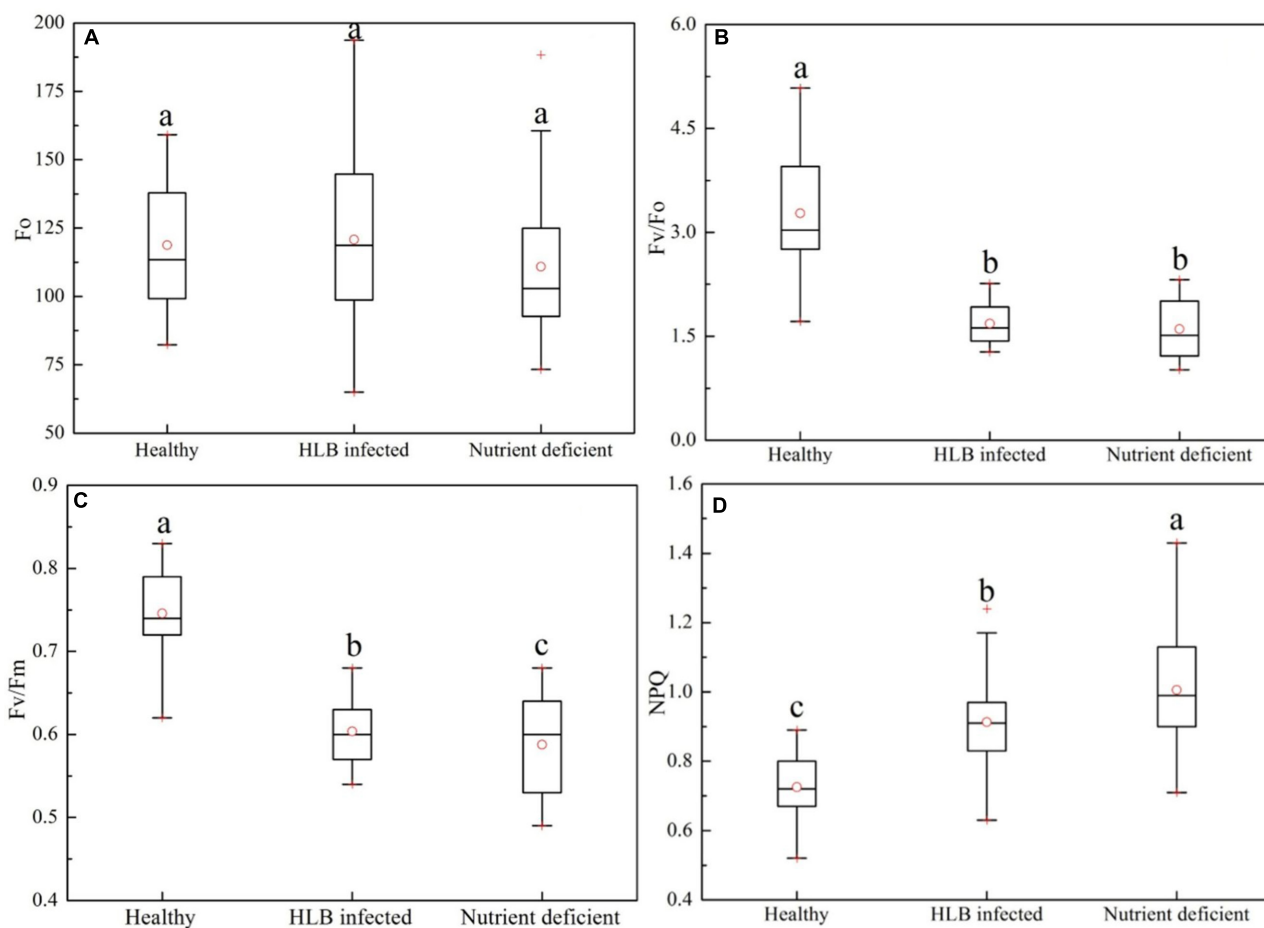 A
200
175
150
125
100
75
50
Fo
a
a
a
Healthy
HLB infected
Nutrient deficient
B
6.0
4.5
3.0
1.5
0.0
Fv/Fo
a
b
b
Healthy
HLB infected
Nutrient deficient
C
0.9
0.8
0.7
0.6
0.5
0.4
Fv/Fm
a
b
c
Healthy
HLB infected
Nutrient deficient
D
1.6
1.4
1.2
1.0
0.8
0.6
0.4
NPQ
c
b
a
Healthy
HLB infected
Nutrient deficient